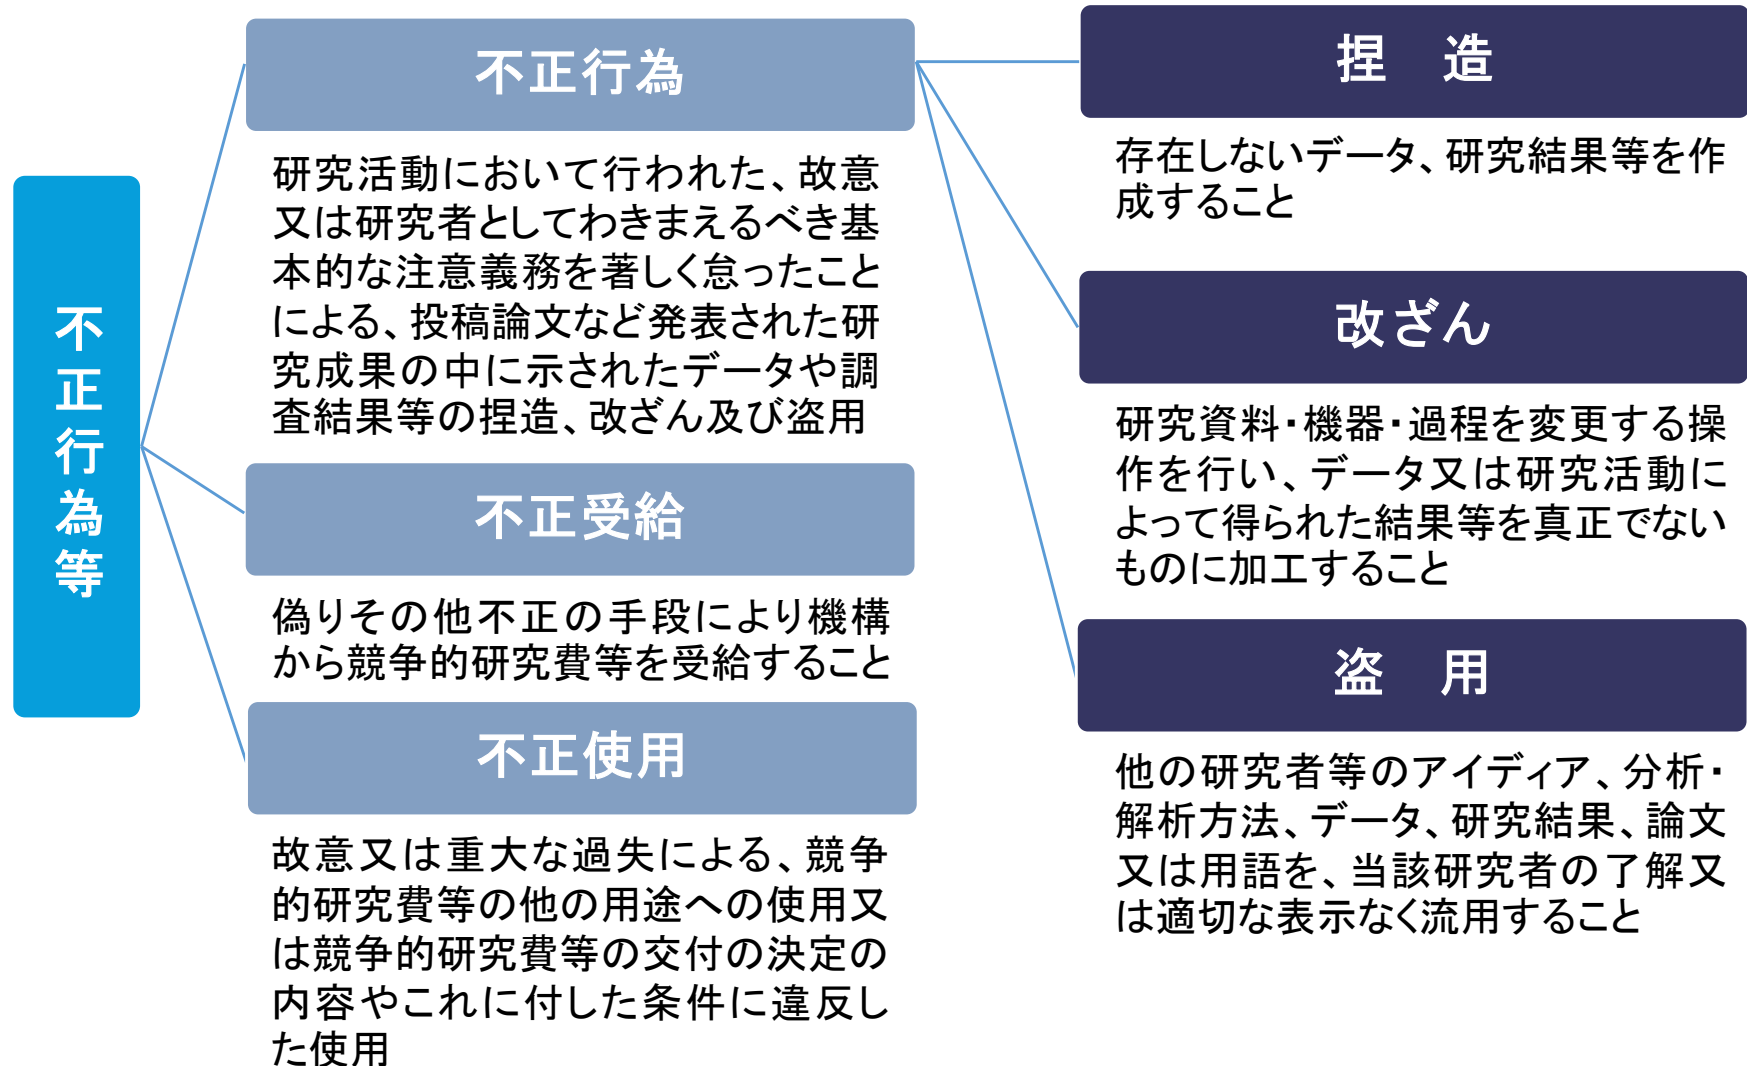 不正行為等
不正行為
研究活動において行われた、故意
又は研究者としてわきまえるべき基
本的な注意義務を著しく怠ったこと
による、投稿論文など発表された研
究成果の中に示されたデータや調
査結果等の捏造、改ざん及び盗用
不正受給
偽りその他不正の手段により機構
から競争的研究費等を受給すること
不正使用
故意又は重大な過失による、競争
的研究費等の他の用途への使用又
は競争的研究費等の交付の決定の
内容やこれに付した条件に違反し
た使用
捏　造
存在しないデータ、研究結果等を作
成すること
改ざん
研究資料・機器・過程を変更する操
作を行い、データ又は研究活動に
よって得られた結果等を真正でない
ものに加工すること
盗　用
他の研究者等のアイディア、分析・
解析方法、データ、研究結果、論文
又は用語を、当該研究者の了解又
は適切な表示なく流用すること